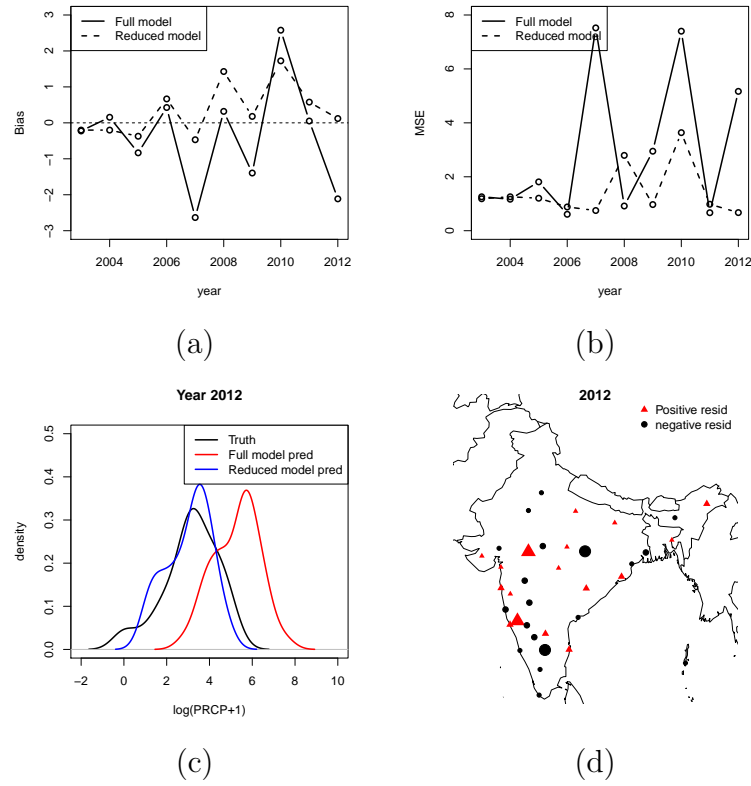 Full model
Reduced model
3
2
1
0
−1
−2
−3
Bias
2004 2006 2008 2010 2012
year
(a)
Full model
Reduced model
8
6
4
2
0
MSE
2004 2006 2008 2010 2012
year
(b)
Year 2012
Truth
Full model pred
Reduced model pred
0.5
0.4
0.3
0.2
0.1
0.0
density
−2 0 2 4 6 8 10
log(PRCP+1)
(c)
2012
Positive resid
negative resid
(d)